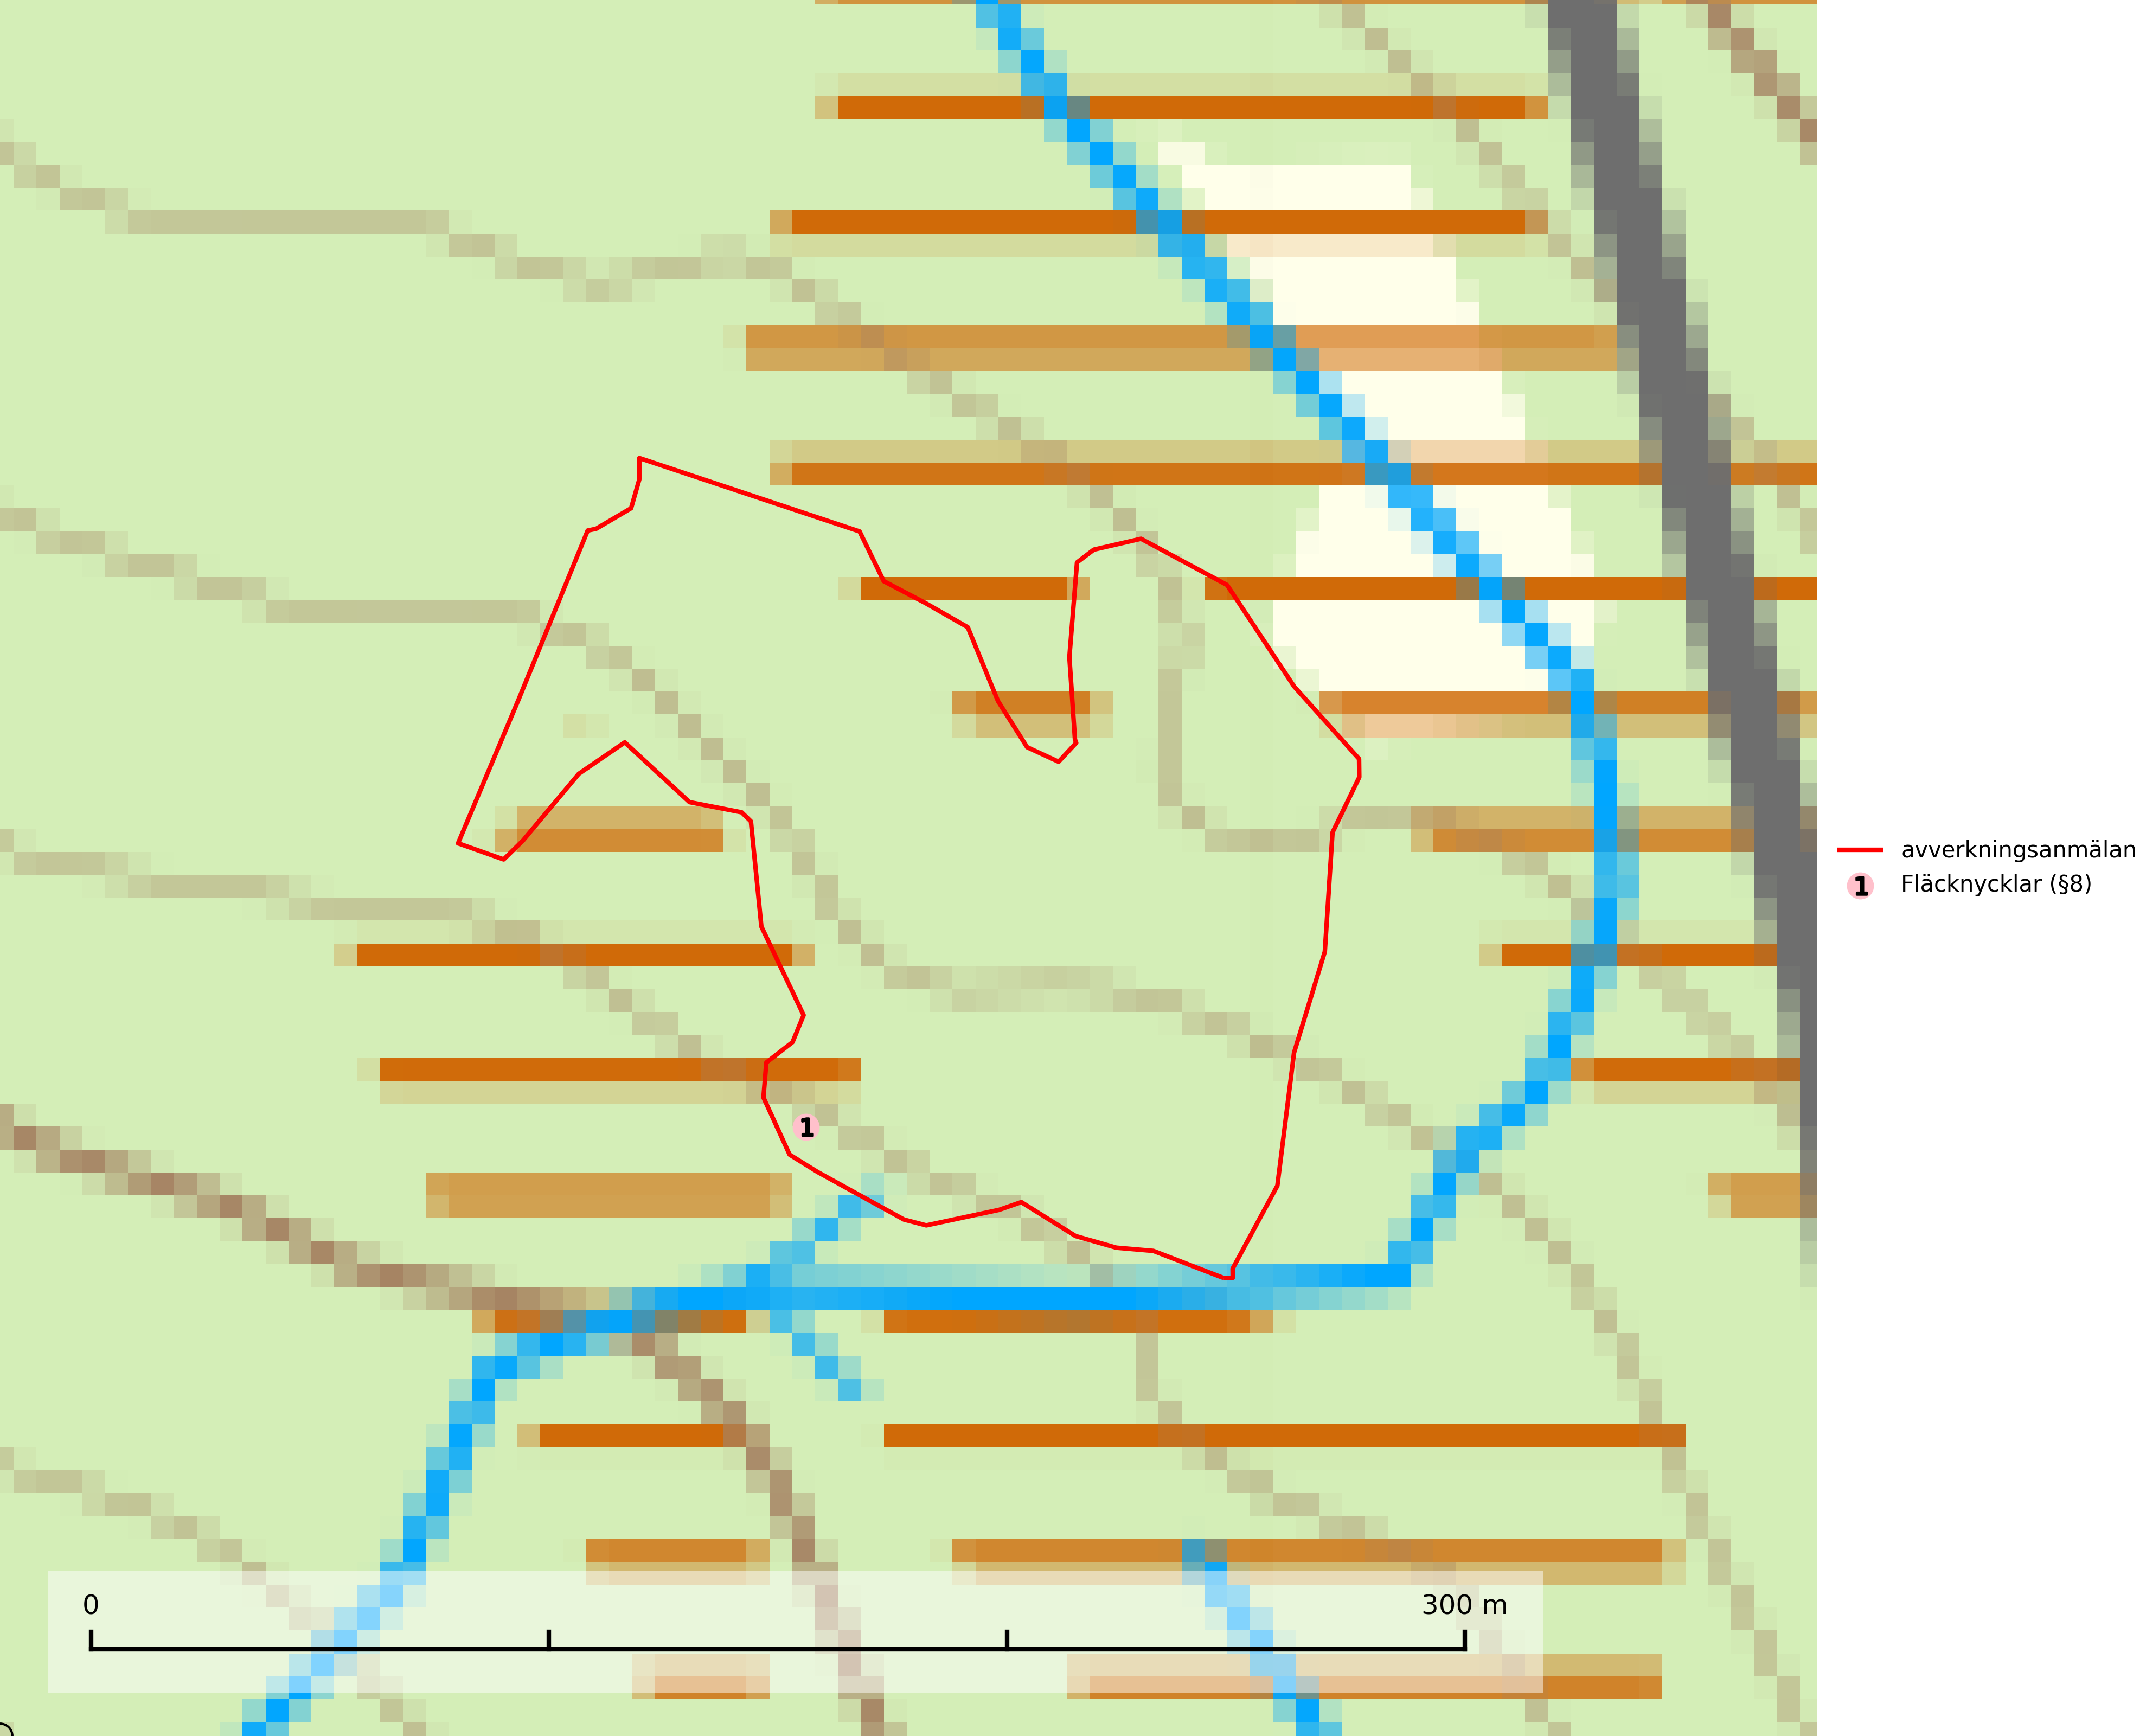 avverkningsanmälan
1 Fläcknycklar (§8)
1
0 300 m